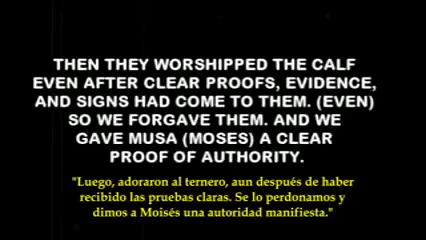 THEN THEY WORSHIPPED THE CALF
EVEN AFTER CLEAR PROOFS, EVIDENCE,
AND SIGNS HAD COME TO THEM. (EVEN)
SO WE FORGAVE THEM. AND WE
GAVE MUSA (MOSES) A CLEAR
PROOF OF AUTHORITY.
"Luego, adoraron al ternero, aun después de haber
recibido las pruebas claras. Se lo perdonamos y
dimos a Moisés una autoridad manifiesta."